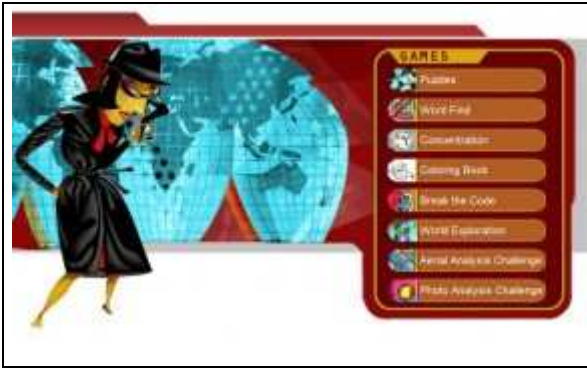 GAMES
Puzzles
Word Find
Concentration
Coloring Book
Break the Code
World Exploration
Aerial Analysis Challenge
Photo Analysis Challenge